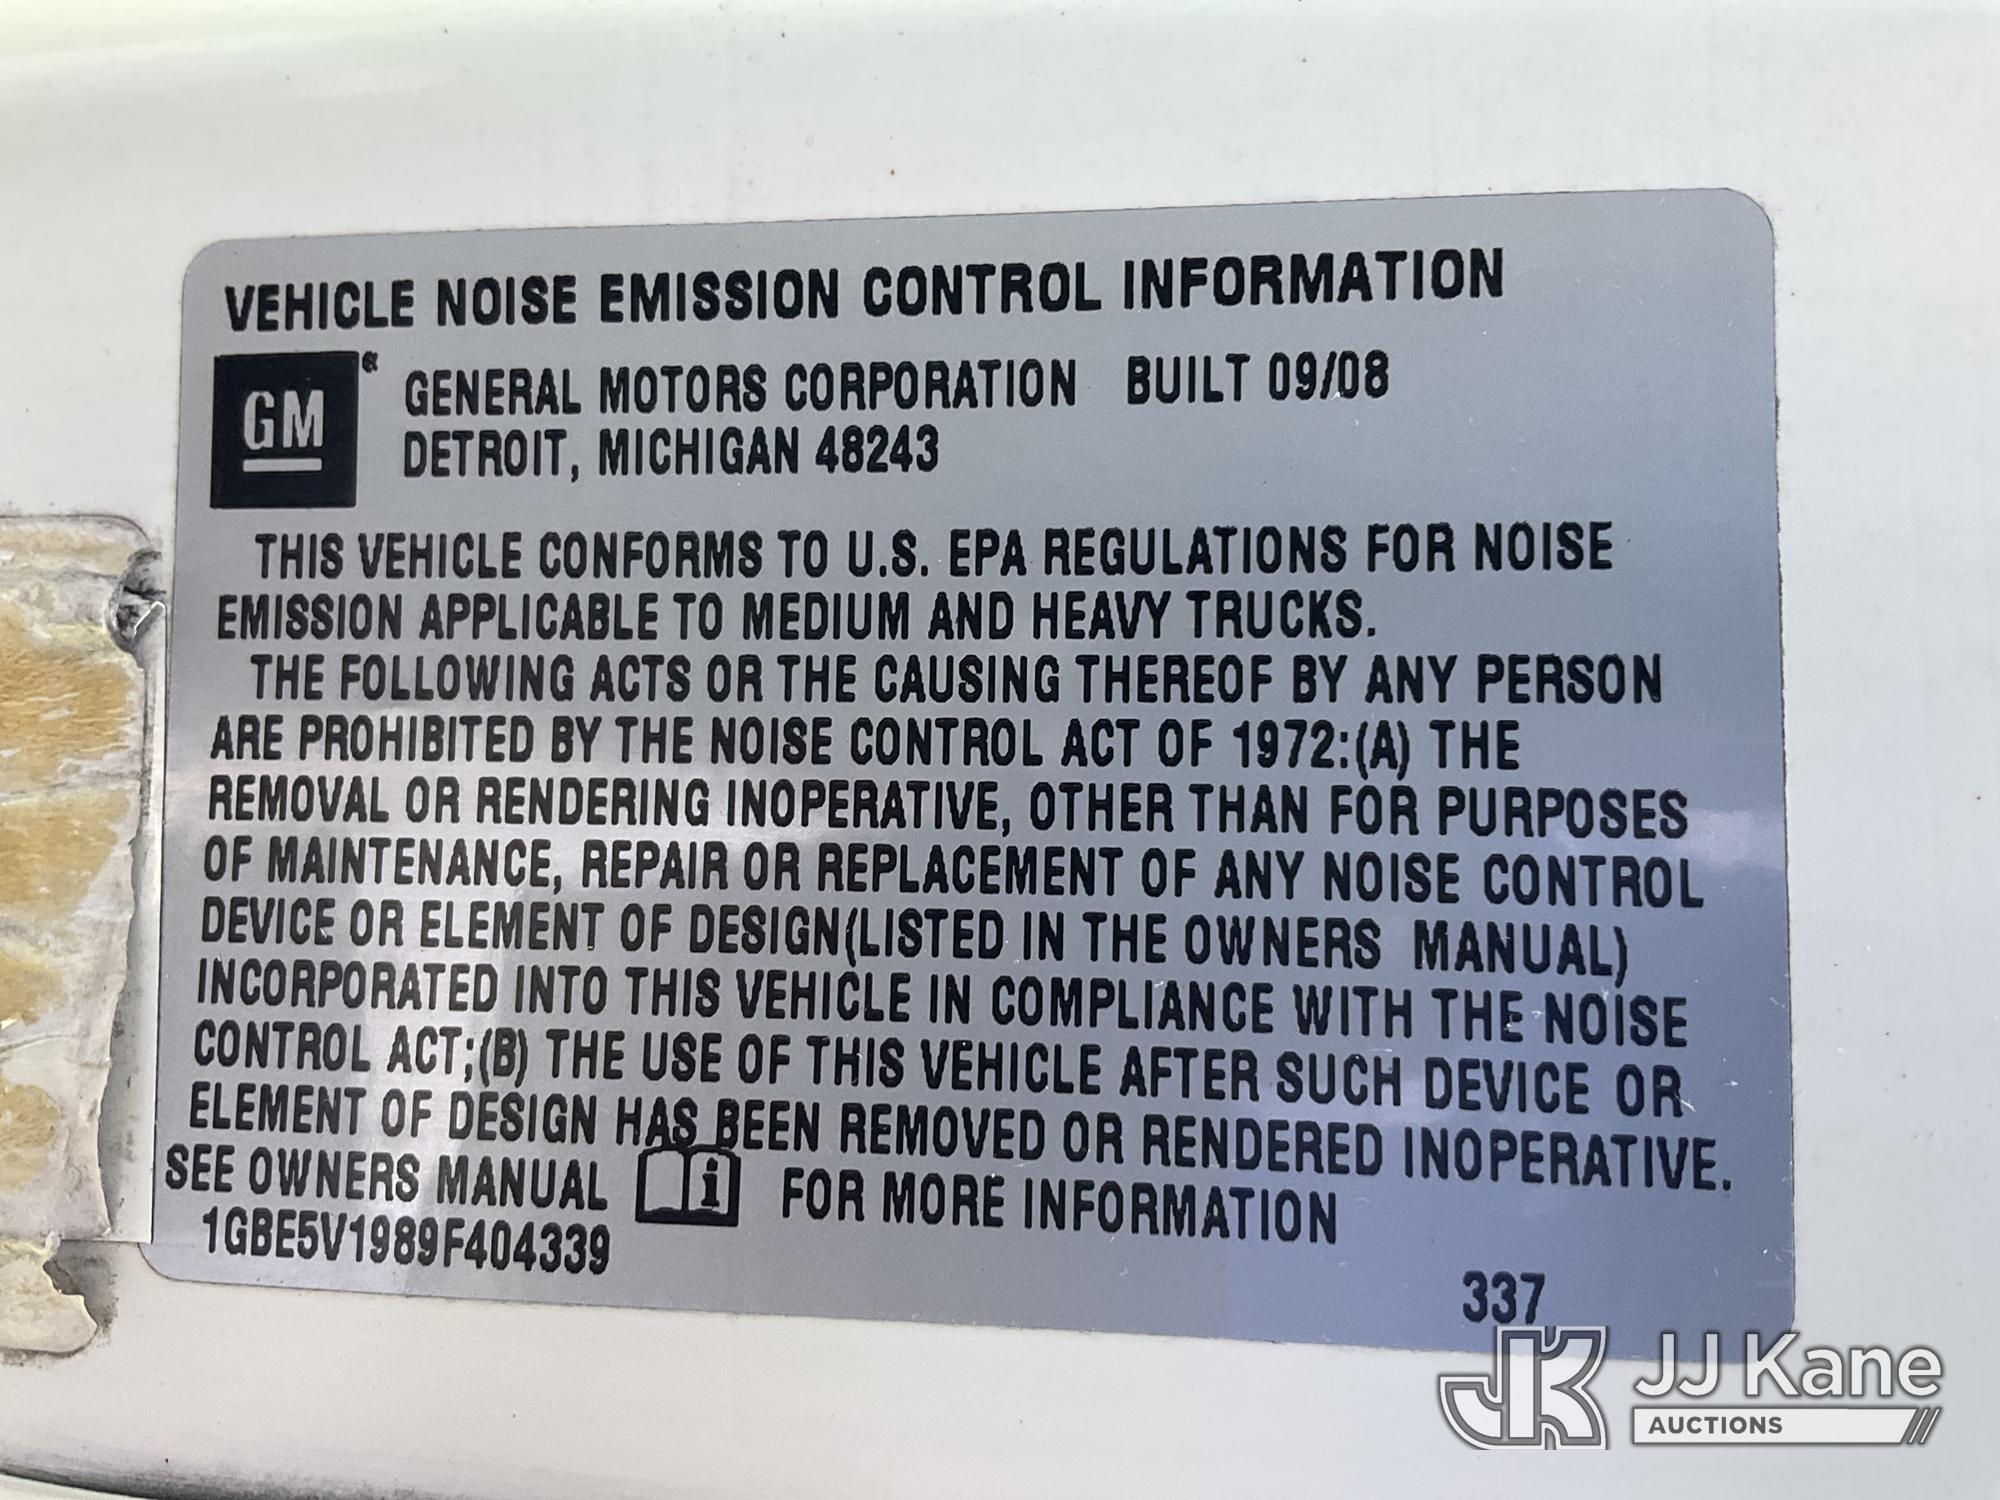 VEHICLE NOISE EMISSION CONTROL INFORMATION
GM
GENERAL MOTORS CORPORATION BUILT 09/08
DETROIT, MICHIGAN 48243
THIS VEHICLE CONFORMS TO U.S. EPA REGULATIONS FOR NOISE
EMISSION APPLICABLE TO MEDIUM AND HEAVY TRUCKS.
THE FOLLOWING ACTS OR THE CAUSING THEREOF BY ANY PERSON
ARE PROHIBITED BY THE NOISE CONTROL ACT OF 1972:(A) THE
REMOVAL OR RENDERING INOPERATIVE, OTHER THAN FOR PURPOSES
OF MAINTENANCE, REPAIR OR REPLACEMENT OF ANY NOISE CONTROL
DEVICE OR ELEMENT OF DESIGN(LISTED IN THE OWNERS MANUAL)
INCORPORATED INTO THIS VEHICLE IN COMPLIANCE WITH THE NOISE
CONTROL ACT;(B) THE USE OF THIS VEHICLE AFTER SUCH DEVICE OR
ELEMENT OF DESIGN HAS BEEN REMOVED OR RENDERED INOPERATIVE.
SEE OWNERS MANUAL i FOR MORE INFORMATION
1GBE5V1989F404339
337
JK JJ Kane
AUCTIONS